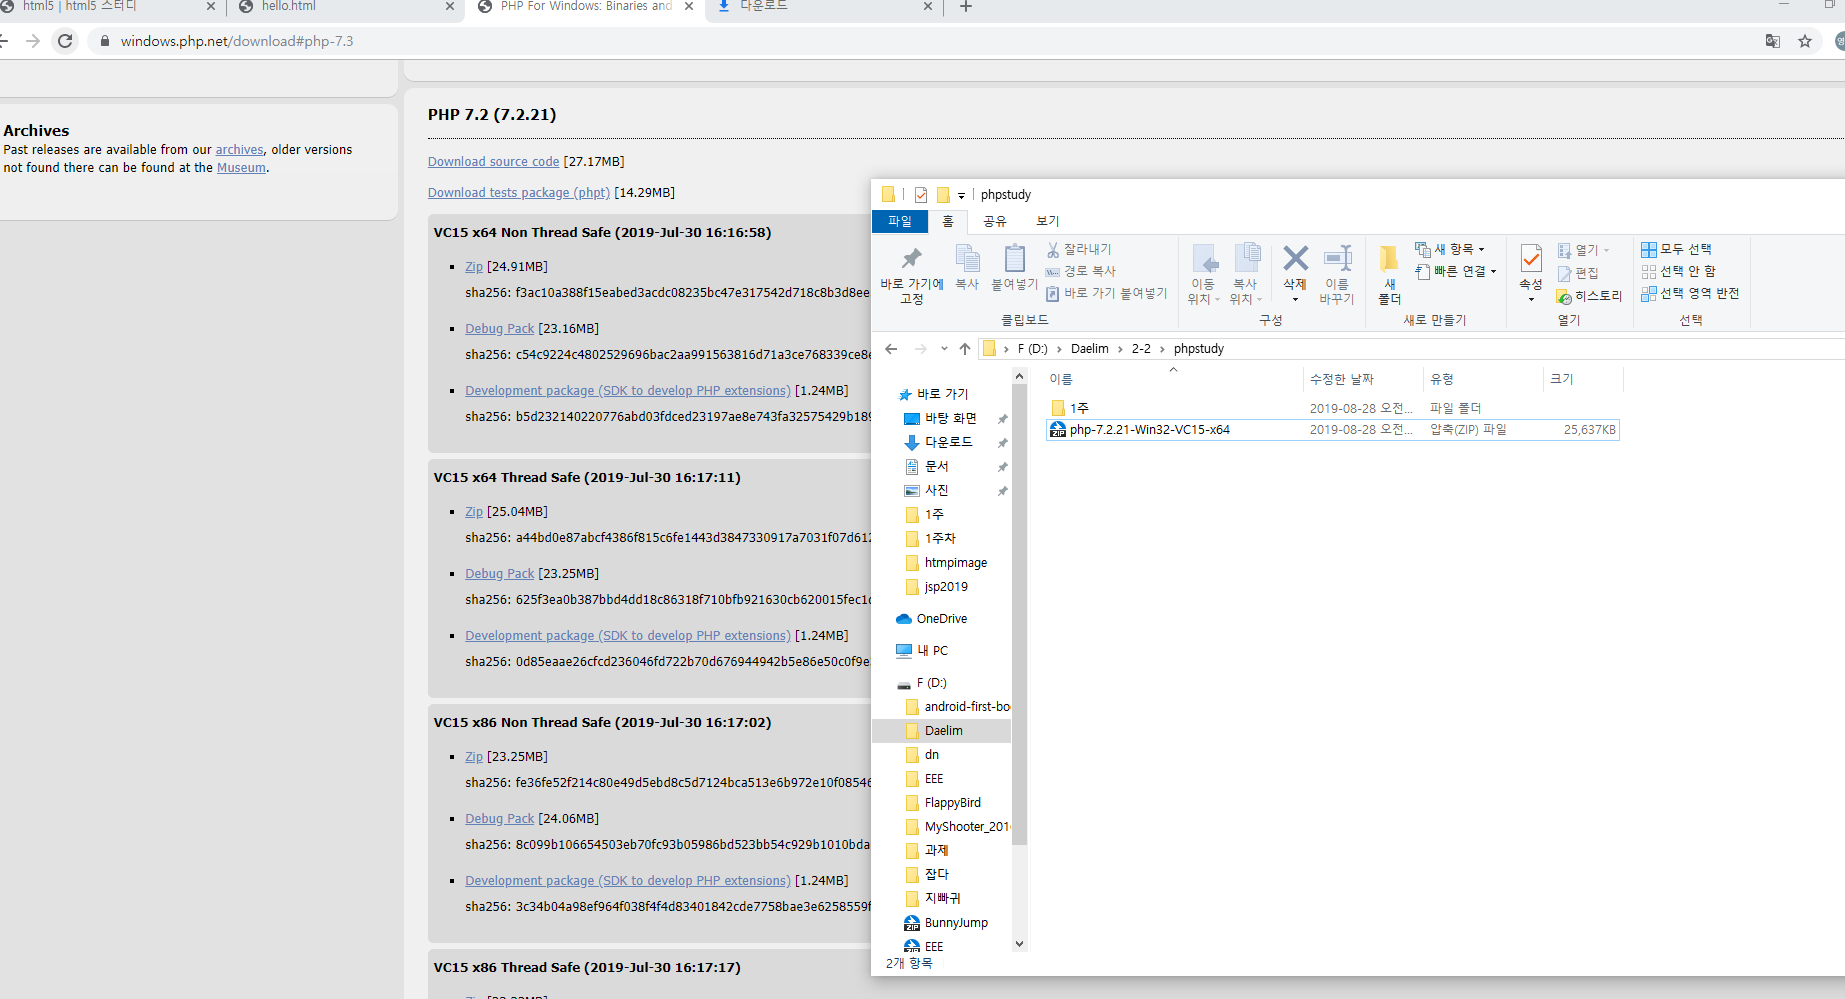 html5 | html5 스터디
hello.html
PHP For Windows: Binaries and
다운로드
windows.php.net/download#php-7.3
Archives
Past releases are available from our archives, older versions
not found there can be found at the Museum.
PHP 7.2 (7.2.21)
Download source code [27.17MB]
Download tests package (phpt) [14.29MB]
VC15 x64 Non Thread Safe (2019-Jul-30 16:16:58)
Zip [24.91MB]
sha256: f3ac10a388f15eabed3acdc08235bc47e317542d718c8b3d8ee
Debug Pack [23.16MB]
sha256: c54c9224c4802529696bac2aa991563816d71a3ce768339ce8e
Development package (SDK to develop PHP extensions) [1.24MB]
sha256: b5d232140220776abd03fdced23197ae8e743fa32575429b189
VC15 x64 Thread Safe (2019-Jul-30 16:17:11)
Zip [25.04MB]
sha256: a44bd0e87abcf4386f815c6fe1443d3847330917a7031f07d612
Debug Pack [23.25MB]
sha256: 625f3ea0b387bbd4dd18c86318f710bfb921630cb620015fec1
Development package (SDK to develop PHP extensions) [1.24MB]
sha256: 0d85eaae26cfcd236046fd722b70d676944942b5e86e50c0f9e
VC15 x86 Non Thread Safe (2019-Jul-30 16:17:02)
Zip [23.25MB]
sha256: fe36fe52f214c80e49d5ebd8c5d7124bca513e6b972e10f08546
Debug Pack [24.06MB]
sha256: 8c099b106654503eb70fc93b05986bd523bb54c929b1010bda
Development package (SDK to develop PHP extensions) [1.24MB]
sha256: 3c34b04a98ef964f038f4f4d83401842cde7758bae3e6258559f
VC15 x86 Thread Safe (2019-Jul-30 16:17:17)
phpstudy
파일 홈 공유 보기
바로 가기에
고정
복사
붙여넣기
잘라내기
경로 복사
바로 가기 붙여넣기
클립보드
이동
위치
복사
위치
삭제
이름
바꾸기
구성
새
폴더
새 항목
빠른 연결
새로 만들기
속성
열기
편집
히스토리
열기
모두 선택
선택 안 함
선택 영역 반전
선택
F (D:) › Daelim › 2-2 › phpstudy
이름 수정한 날짜 유형 크기
1주 2019-08-28 오전... 파일 폴더
php-7.2.21-Win32-VC15-x64 2019-08-28 오전... 압축(ZIP) 파일 25,637KB
바로 가기
바탕 화면
다운로드
문서
사진
1주
1주차
htmpimage
jsp2019
OneDrive
내 PC
F (D:)
android-first-bo
Daelim
dn
EEE
FlappyBird
MyShooter_201
과제
잡다
지빠귀
BunnyJump
EEE
2개 항목